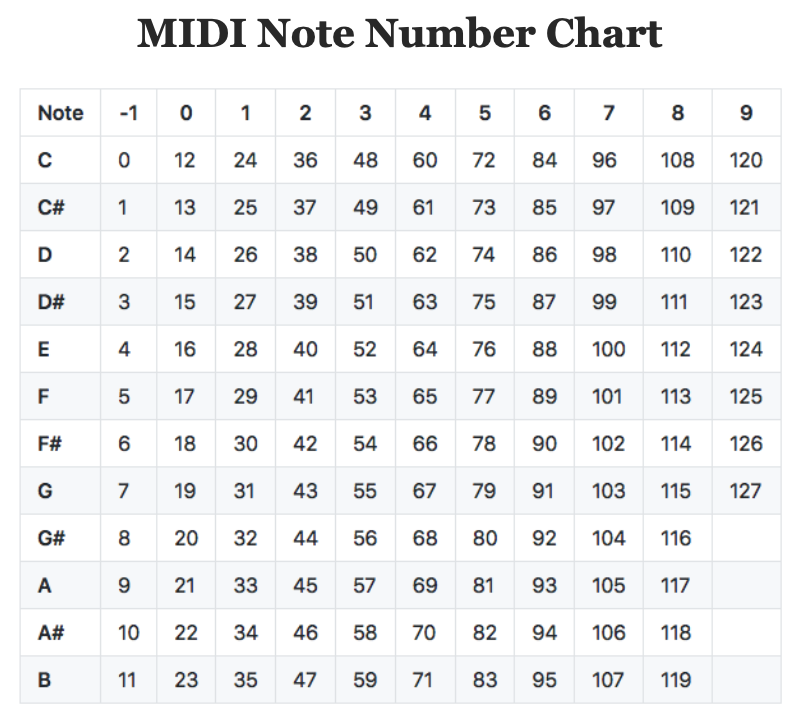 MIDI Note Number Chart
Note -1 0 1 2 3 4 5 6 7 8 9
C 0 12 24 36 48 60 72 84 96 108 120
C# 1 13 25 37 49 61 73 85 97 109 121
D 2 14 26 38 50 62 74 86 98 110 122
D# 3 15 27 39 51 63 75 87 99 111 123
E 4 16 28 40 52 64 76 88 100 112 124
F 5 17 29 41 53 65 77 89 101 113 125
F# 6 18 30 42 54 66 78 90 102 114 126
G 7 19 31 43 55 67 79 91 103 115 127
G# 8 20 32 44 56 68 80 92 104 116
A 9 21 33 45 57 69 81 93 105 117
A# 10 22 34 46 58 70 82 94 106 118
B 11 23 35 47 59 71 83 95 107 119